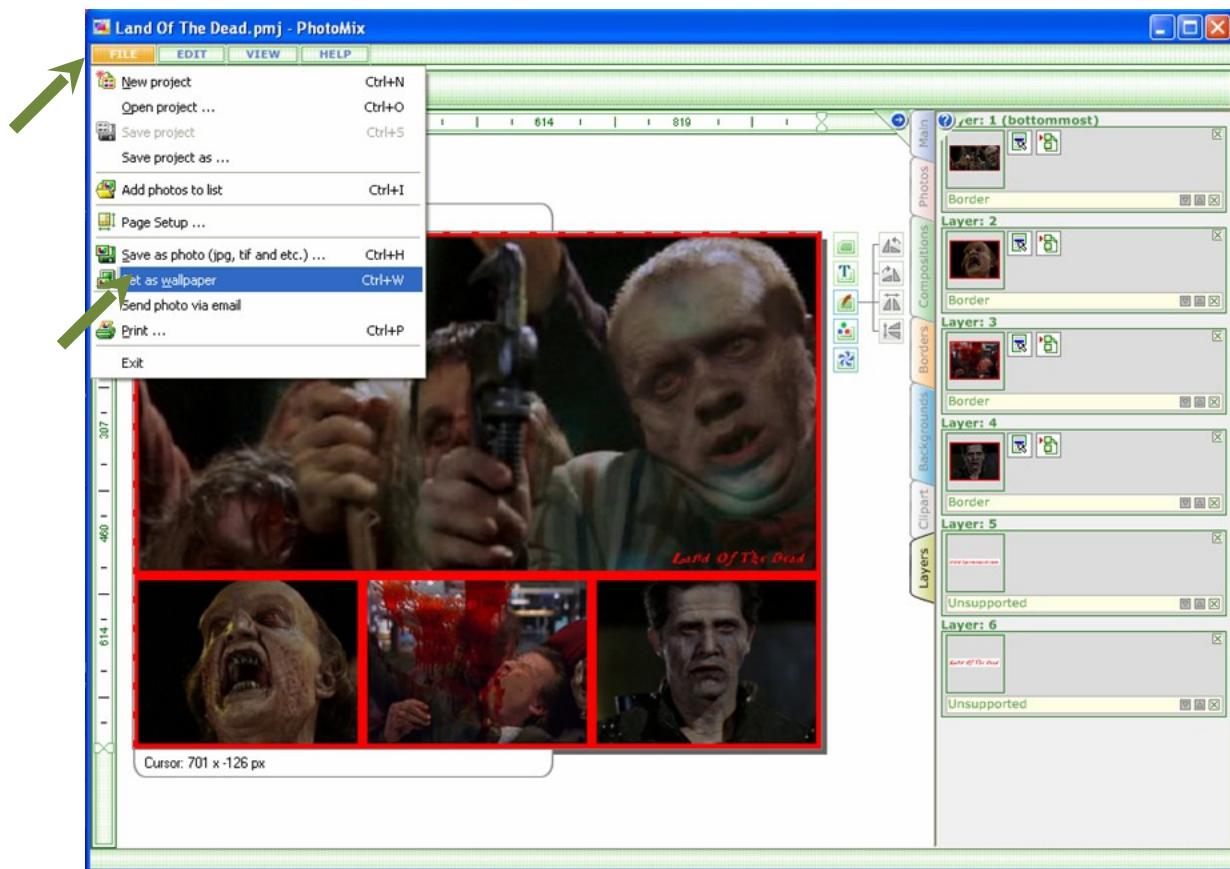 Land Of The Dead.pmj - PhotoMix
FILE EDIT VIEW HELP
New project Ctrl+N
Open project ... Ctrl+O
Save project Ctrl+S
Save project as ...
Add photos to list Ctrl+I
Page Setup ...
Save as photo (jpg, tif and etc.) ... Ctrl+H
Set as wallpaper Ctrl+W
Send photo via email
Print ... Ctrl+P
Exit
614 819
307
460
614
Land Of The Dead
Cursor: 701 x -126 px
Main
Photos
Compositions
Borders
Backgrounds
Clipart
Layers
Layer: 1 (bottommost)
Border
Layer: 2
Border
Layer: 3
Border
Layer: 4
Border
Layer: 5
Unsupported
Layer: 6
Land Of The Dead
Unsupported